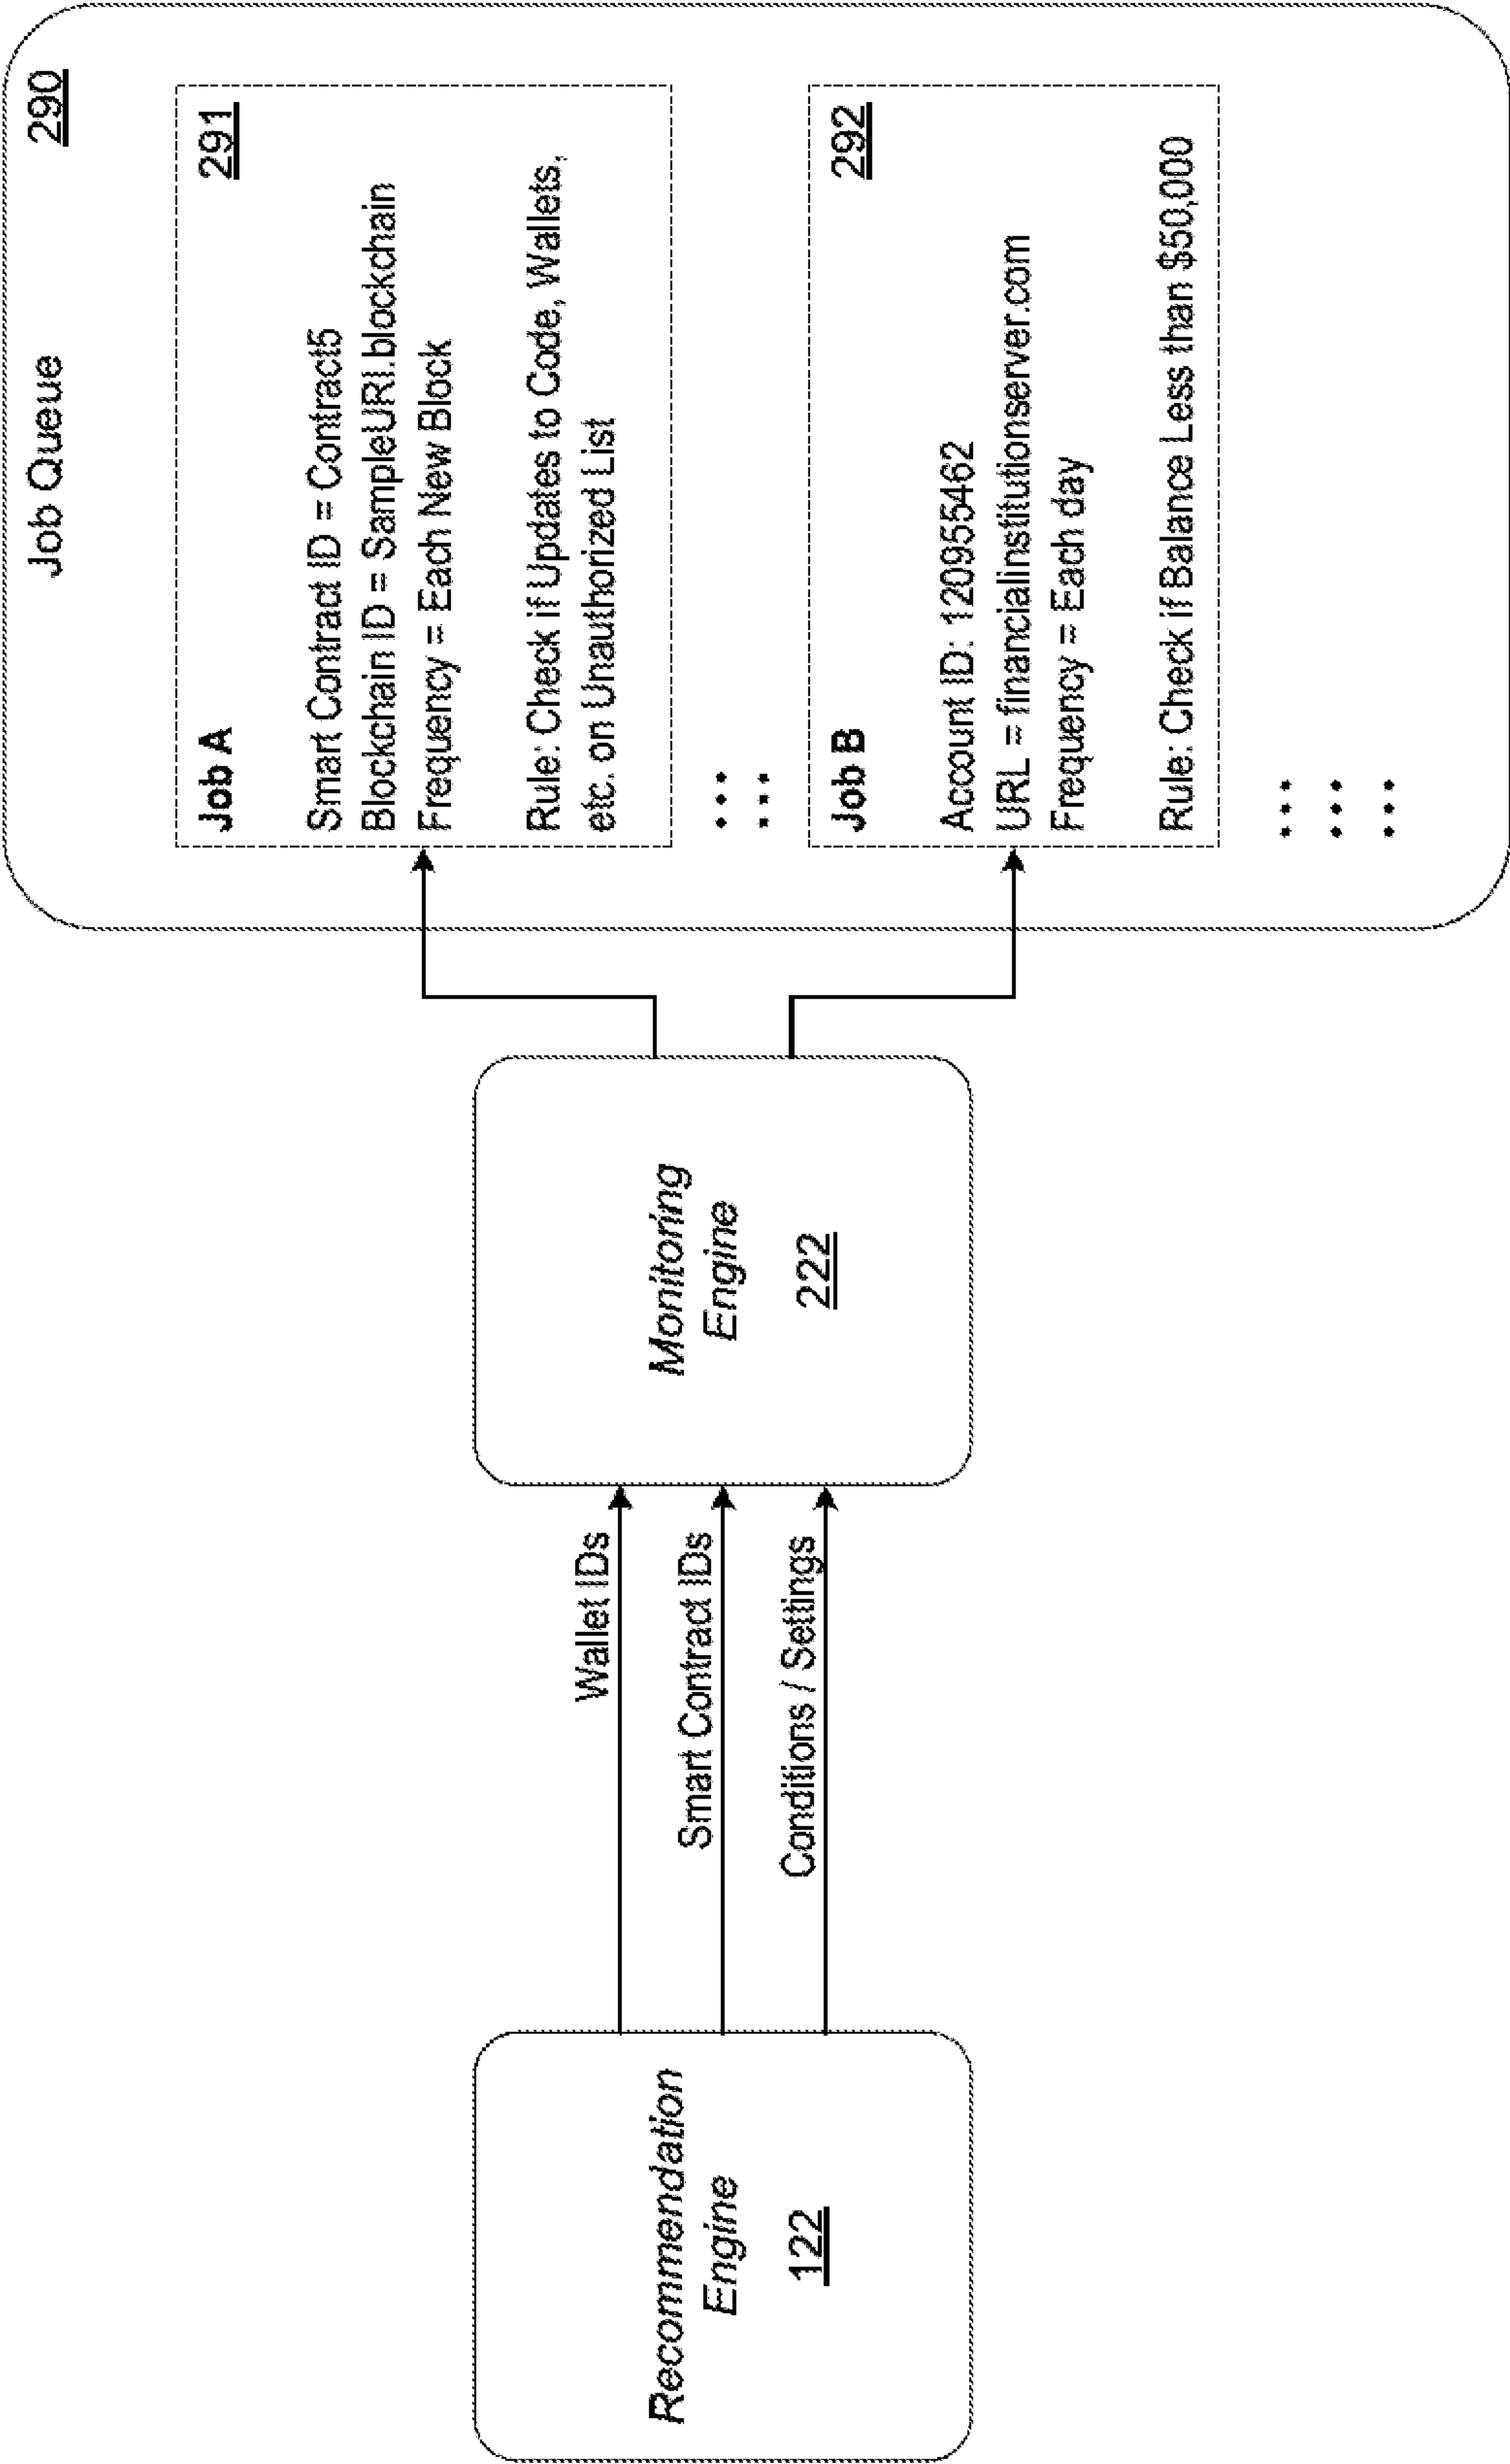 Recommendation
Engine
122
Wallet IDs
Smart Contract IDs
Conditions / Settings
Monitoring
Engine
222
Job Queue
290
Job A
291
Smart Contract ID = Contract5
Blockchain ID = SampleURI.blockchain
Frequency = Each New Block
Rule: Check if Updates to Code, Wallets,
etc. on Unauthorized List
Job B
292
Account ID: 120955462
URL = financialinstitutionserver.com
Frequency = Each day
Rule: Check if Balance Less than $50,000